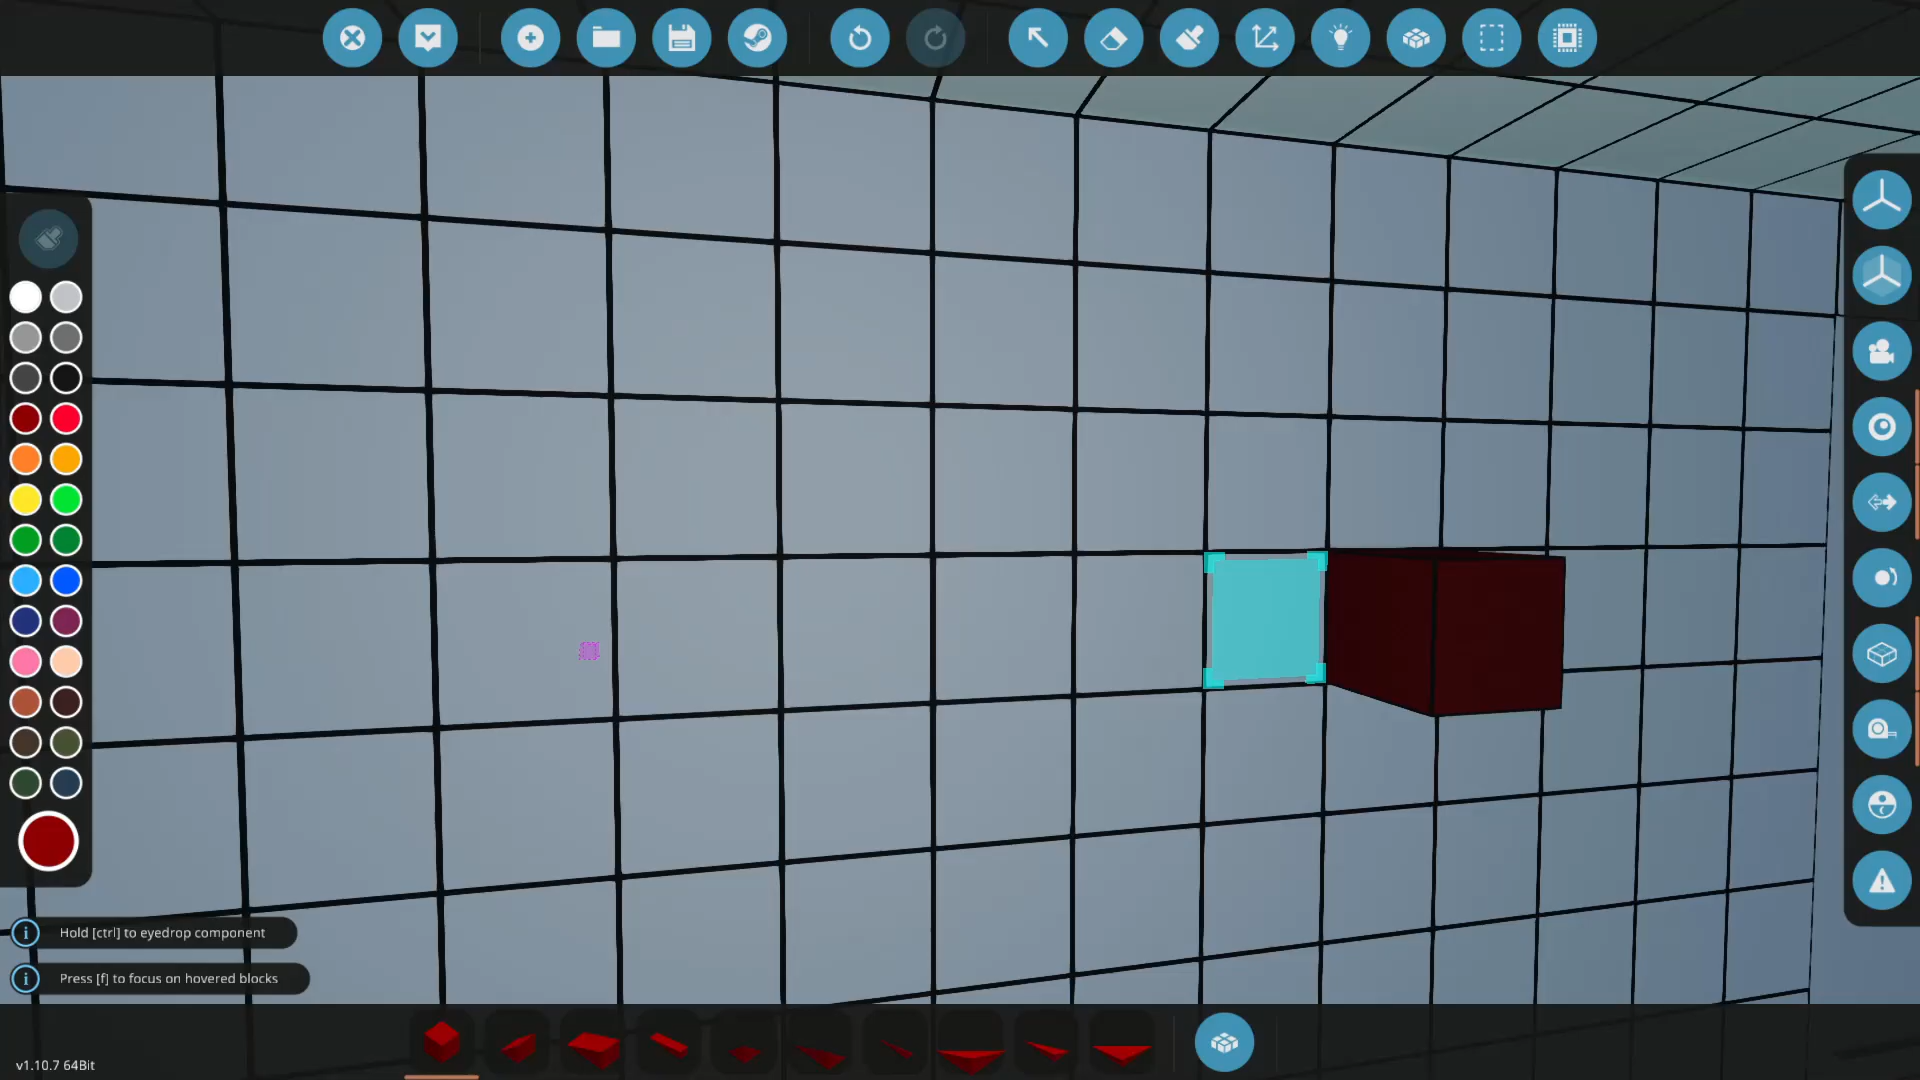 Hold [ctrl] to eyedrop component
Press [f] to focus on hovered blocks
v1.10.7 64Bit